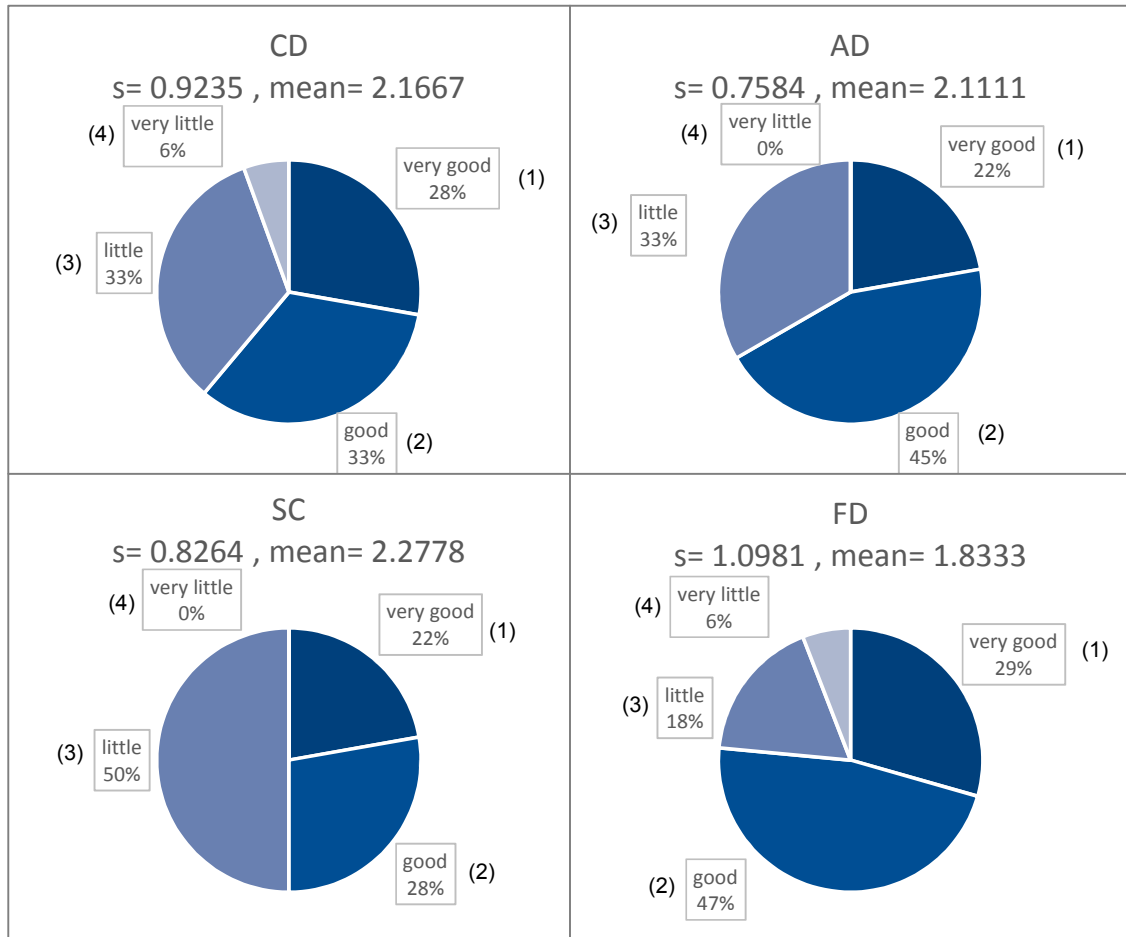 CD
s= 0.9235 , mean= 2.1667
(4)
very little
6%
very good
28%
(1)
(3)
little
33%
good
33%
(2)
AD
s= 0.7584 , mean= 2.1111
(4)
very little
0%
very good
22%
(1)
(3)
little
33%
good
45%
(2)
SC
s= 0.8264 , mean= 2.2778
(4)
very little
0%
very good
22%
(1)
(3)
little
50%
good
28%
(2)
FD
s= 1.0981 , mean= 1.8333
(4)
very little
6%
very good
29%
(1)
(3)
little
18%
(2)
good
47%